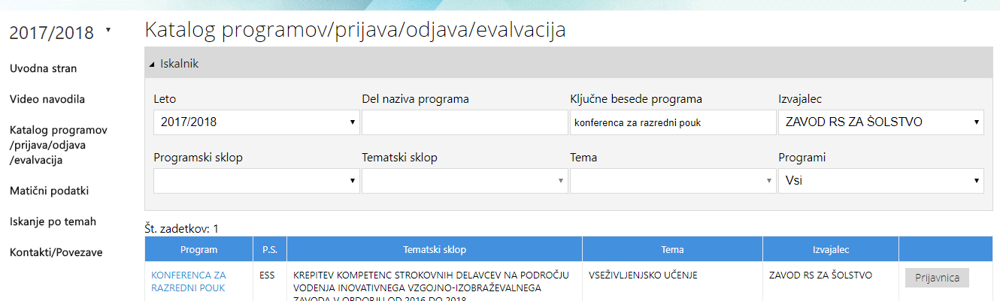 2017/2018
Katalog programov/prijava/odjava/evalvacija
Uvodna stran
Video navodila
Katalog programov
/prijava/odjava
/evalvacija
Matični podatki
Iskanje po temah
Kontakti/Povezave
Iskalnik
Leto Del naziva programa Ključne besede programa Izvajalec
2017/2018 konferenca za razredni pouk ZAVOD RS ZA ŠOLSTVO
Programski sklop Tematski sklop Tema Programi
Vsi
Št. zadetkov: 1
Program P.S. Tematski sklop Tema Izvajalec
KONFERENCA ZA ESS KREPITEV KOMPETENC STROKOVNIH DELAVCEV NA PODROČJU VSEŽIVLJENJSKO UČENJE ZAVOD RS ZA ŠOLSTVO Prijavnica
RAZREDNI POUK VODENJA INOVATIVNEGA VZGOJNO-IZOBRAŽEVALNEGA
ZAVODA V OBDOBJU OD 2016 DO 2018